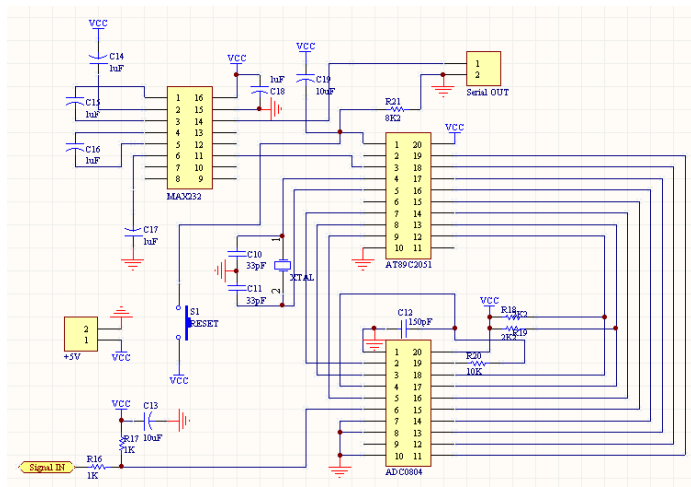 VCC
C14
1uF
VCC
VCC
1uF
C18
C19
10uF
1
2
Serial OUT
C15
1uF
1 16
2 15
3 14
4 13
5 12
6 11
7 10
8 9
MAX232
R21
8K2
VCC
C16
1uF
1 20
2 19
3 18
4 17
5 16
6 15
7 14
8 13
9 12
10 11
AT89C2051
C17
1uF
C10
33pF
C11
33pF
1
2
XTAL
S1
RESET
VCC
2
1
+5V
VCC
C12
150pF
VCC
R18
R19
2K2
R20
10K
1 20
2 19
3 18
4 17
5 16
6 15
7 14
8 13
9 12
10 11
ADC0804
VCC
C13
10uF
R17
1K
R16
1K
Signal IN